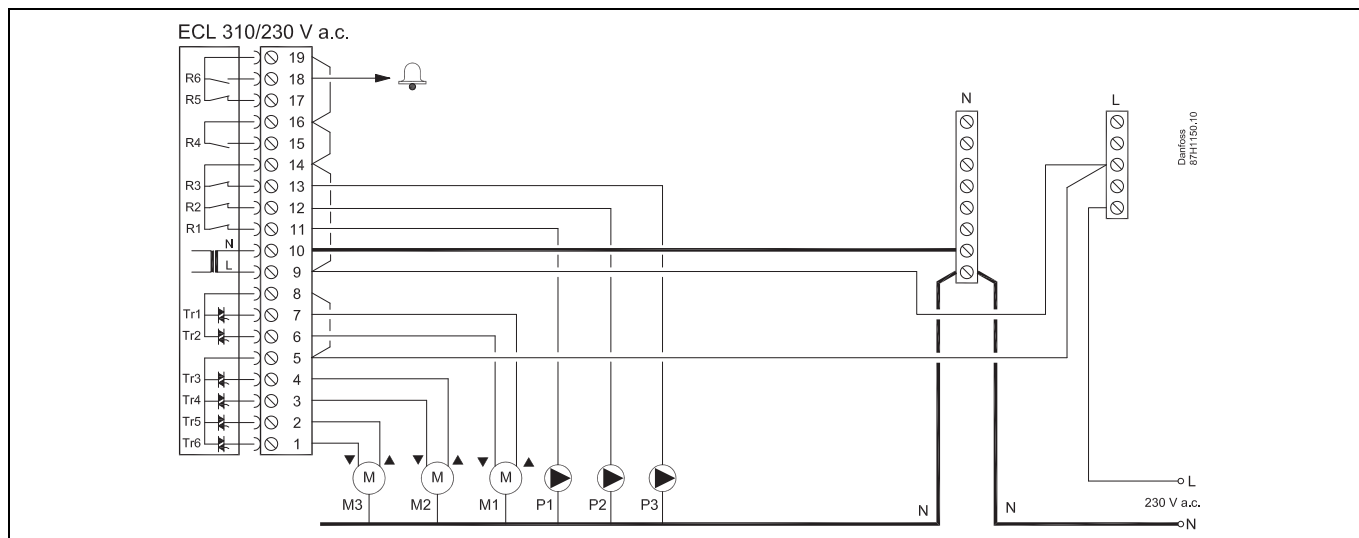 ECL 310/230 V a.c.
19
R6 18
R5 17
16
R4 15
14
R3 13
R2 12
R1 11
N 10
L 9
8
Tr1 7
Tr2 6
5
Tr3 4
Tr4 3
Tr5 2
Tr6 1
M M M
M3 M2 M1 P1 P2 P3
N
L
Danfoss
87H1150.10
L
230 V a.c.
N N N